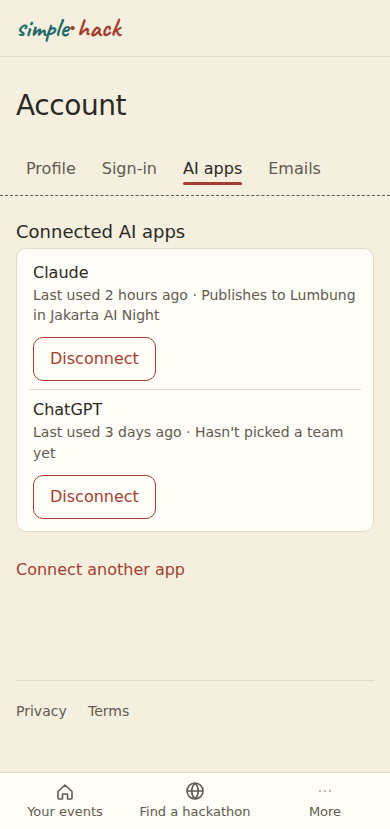 simple·hack
Account
Profile Sign-in AI apps Emails
Connected AI apps
Claude
Last used 2 hours ago · Publishes to Lumbung
in Jakarta AI Night
Disconnect
ChatGPT
Last used 3 days ago · Hasn't picked a team
yet
Disconnect
Connect another app
Privacy Terms
Your events Find a hackathon More